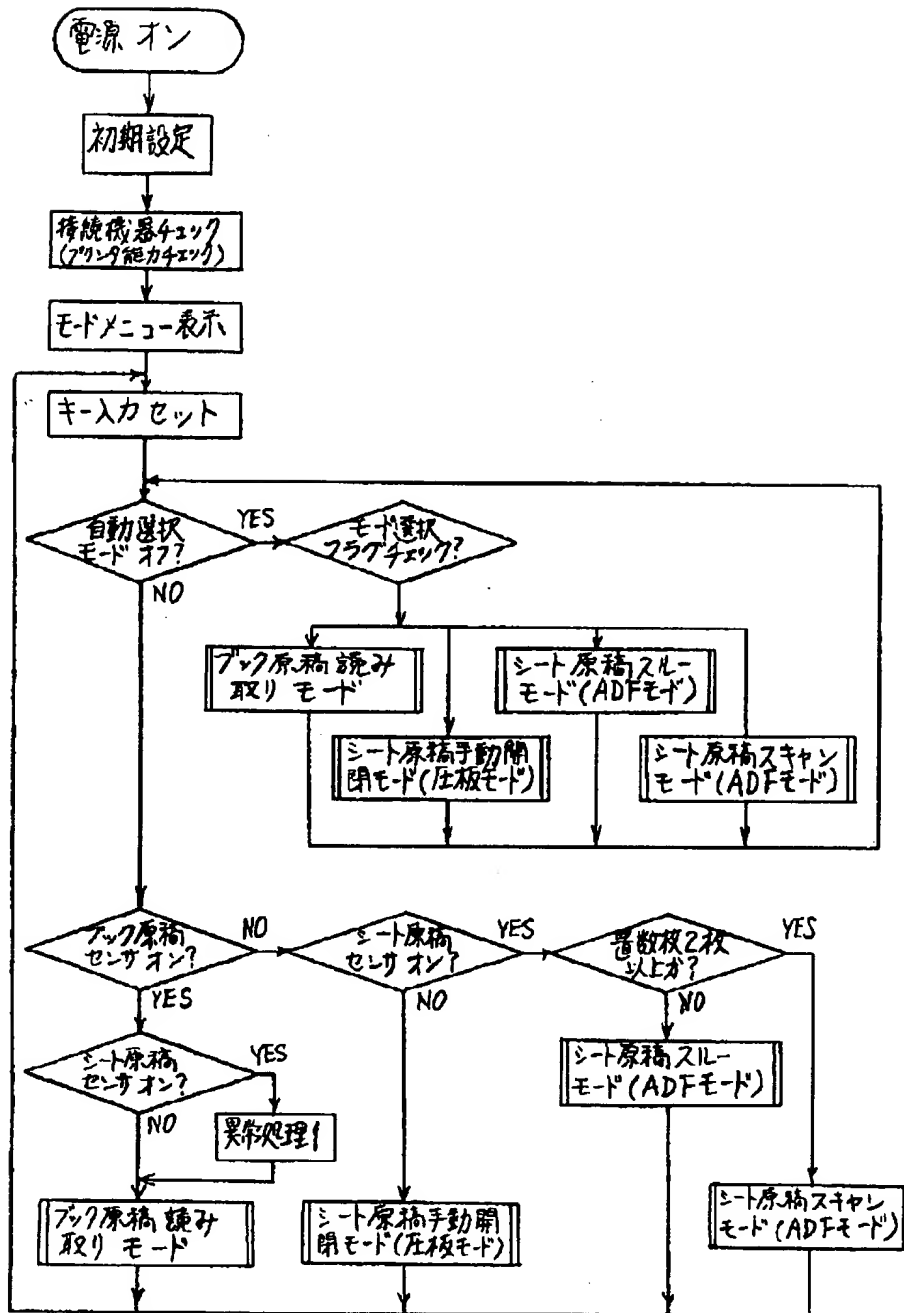 電源 オン
初期設定
接続機器チェック
(プリンタ能力チェック)
モードメニュー表示
キー入力 セット
自動選択
モード オフ?
YES
NO
モード選択
フラグチェック?
ブック原稿 読み
取り モード
シート原稿スルー
モード(ADFモード)
シート原稿手動開
閉モード(圧板モード)
シート原稿スキャン
モード(ADFモード)
ブック原稿
センサオン?
NO
YES
シート原稿
センサオン?
YES
NO
置数枚2枚
以上か?
YES
NO
シート原稿
センサオン?
YES
NO
異常処理1
シート原稿スルー
モード(ADFモード)
ブック原稿 読み
取り モード
シート原稿手動開
閉モード(圧板モード)
シート原稿スキャン
モード(ADFモード)